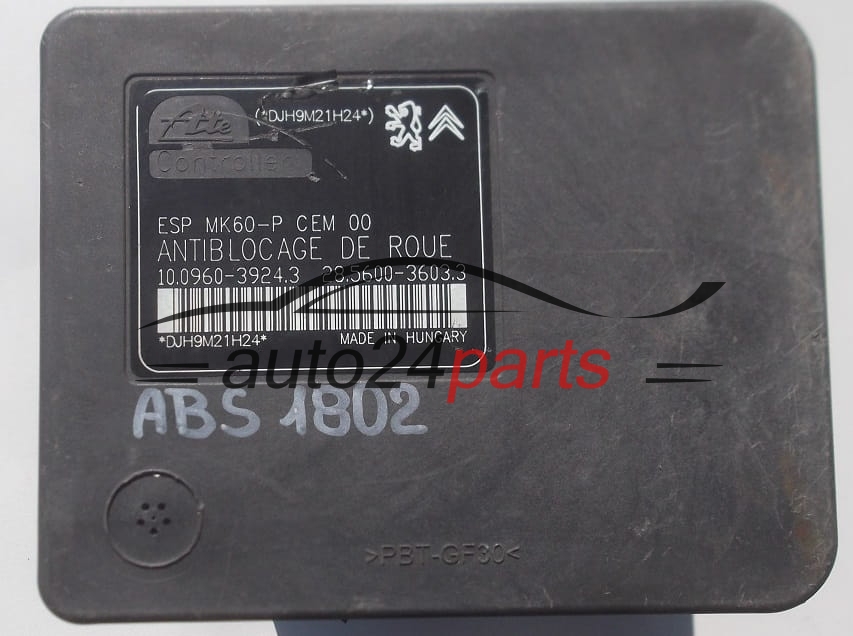 Ate
(*DJH9M21H24*)
Controller
ESP MK60-P CEM 00
ANTIBLOCAGE DE ROUE
10.0960-3924.3 28.5600-3603.3
*DJH9M21H24* MADE IN HUNGARY
auto24parts
ABS 1802
>PBT-GF30<